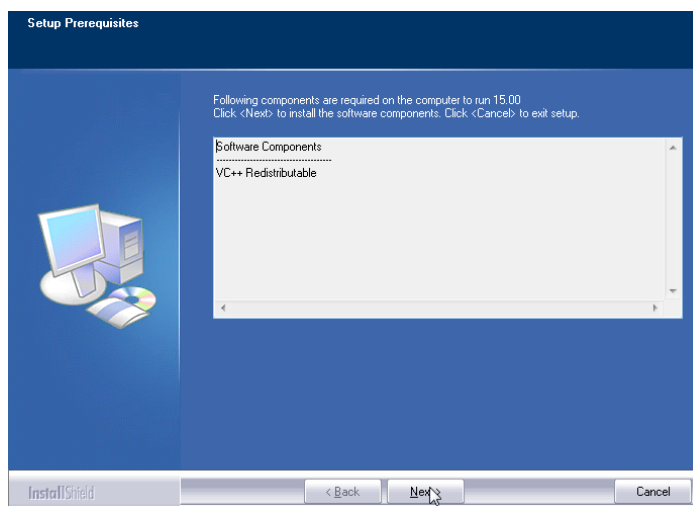 Setup Prerequisites
Following components are required on the computer to run 15.00
Click <Next> to install the software components. Click <Cancel> to exit setup.
Software Components
--------------------------------------
VC++ Redistributable
InstallShield
< Back
Next >
Cancel